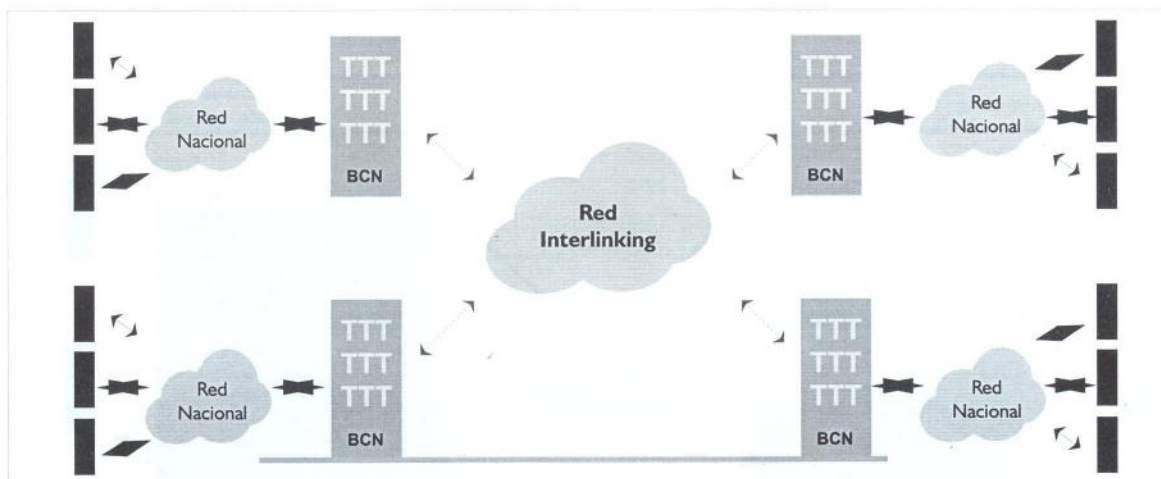 Red
Nacional
BCN
BCN
Red
Nacional
Red
Interlinking
Red
Nacional
BCN
BCN
Red
Nacional